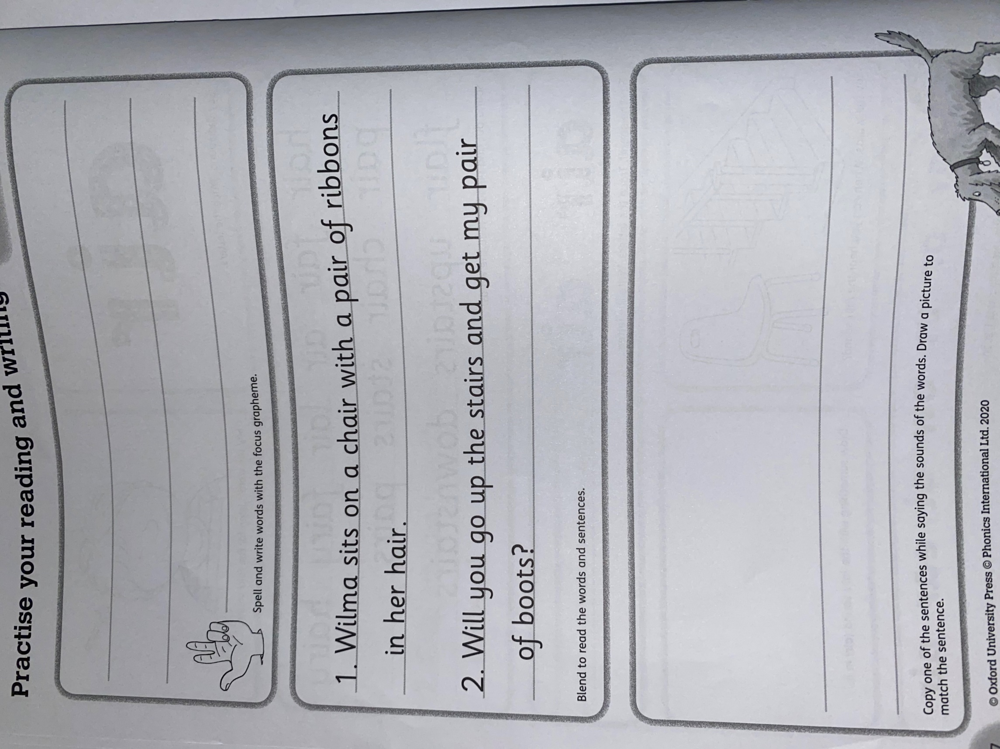 Practise your reading and writing
Spell and write words with the focus grapheme.
1. Wilma sits on a chair with a pair of ribbons
in her hair.
2. Will you go up the stairs and get my pair
of boots?
Blend to read the words and sentences.
Copy one of the sentences while saying the sounds of the words. Draw a picture to
match the sentence.
© Oxford University Press © Phonics International Ltd. 2020